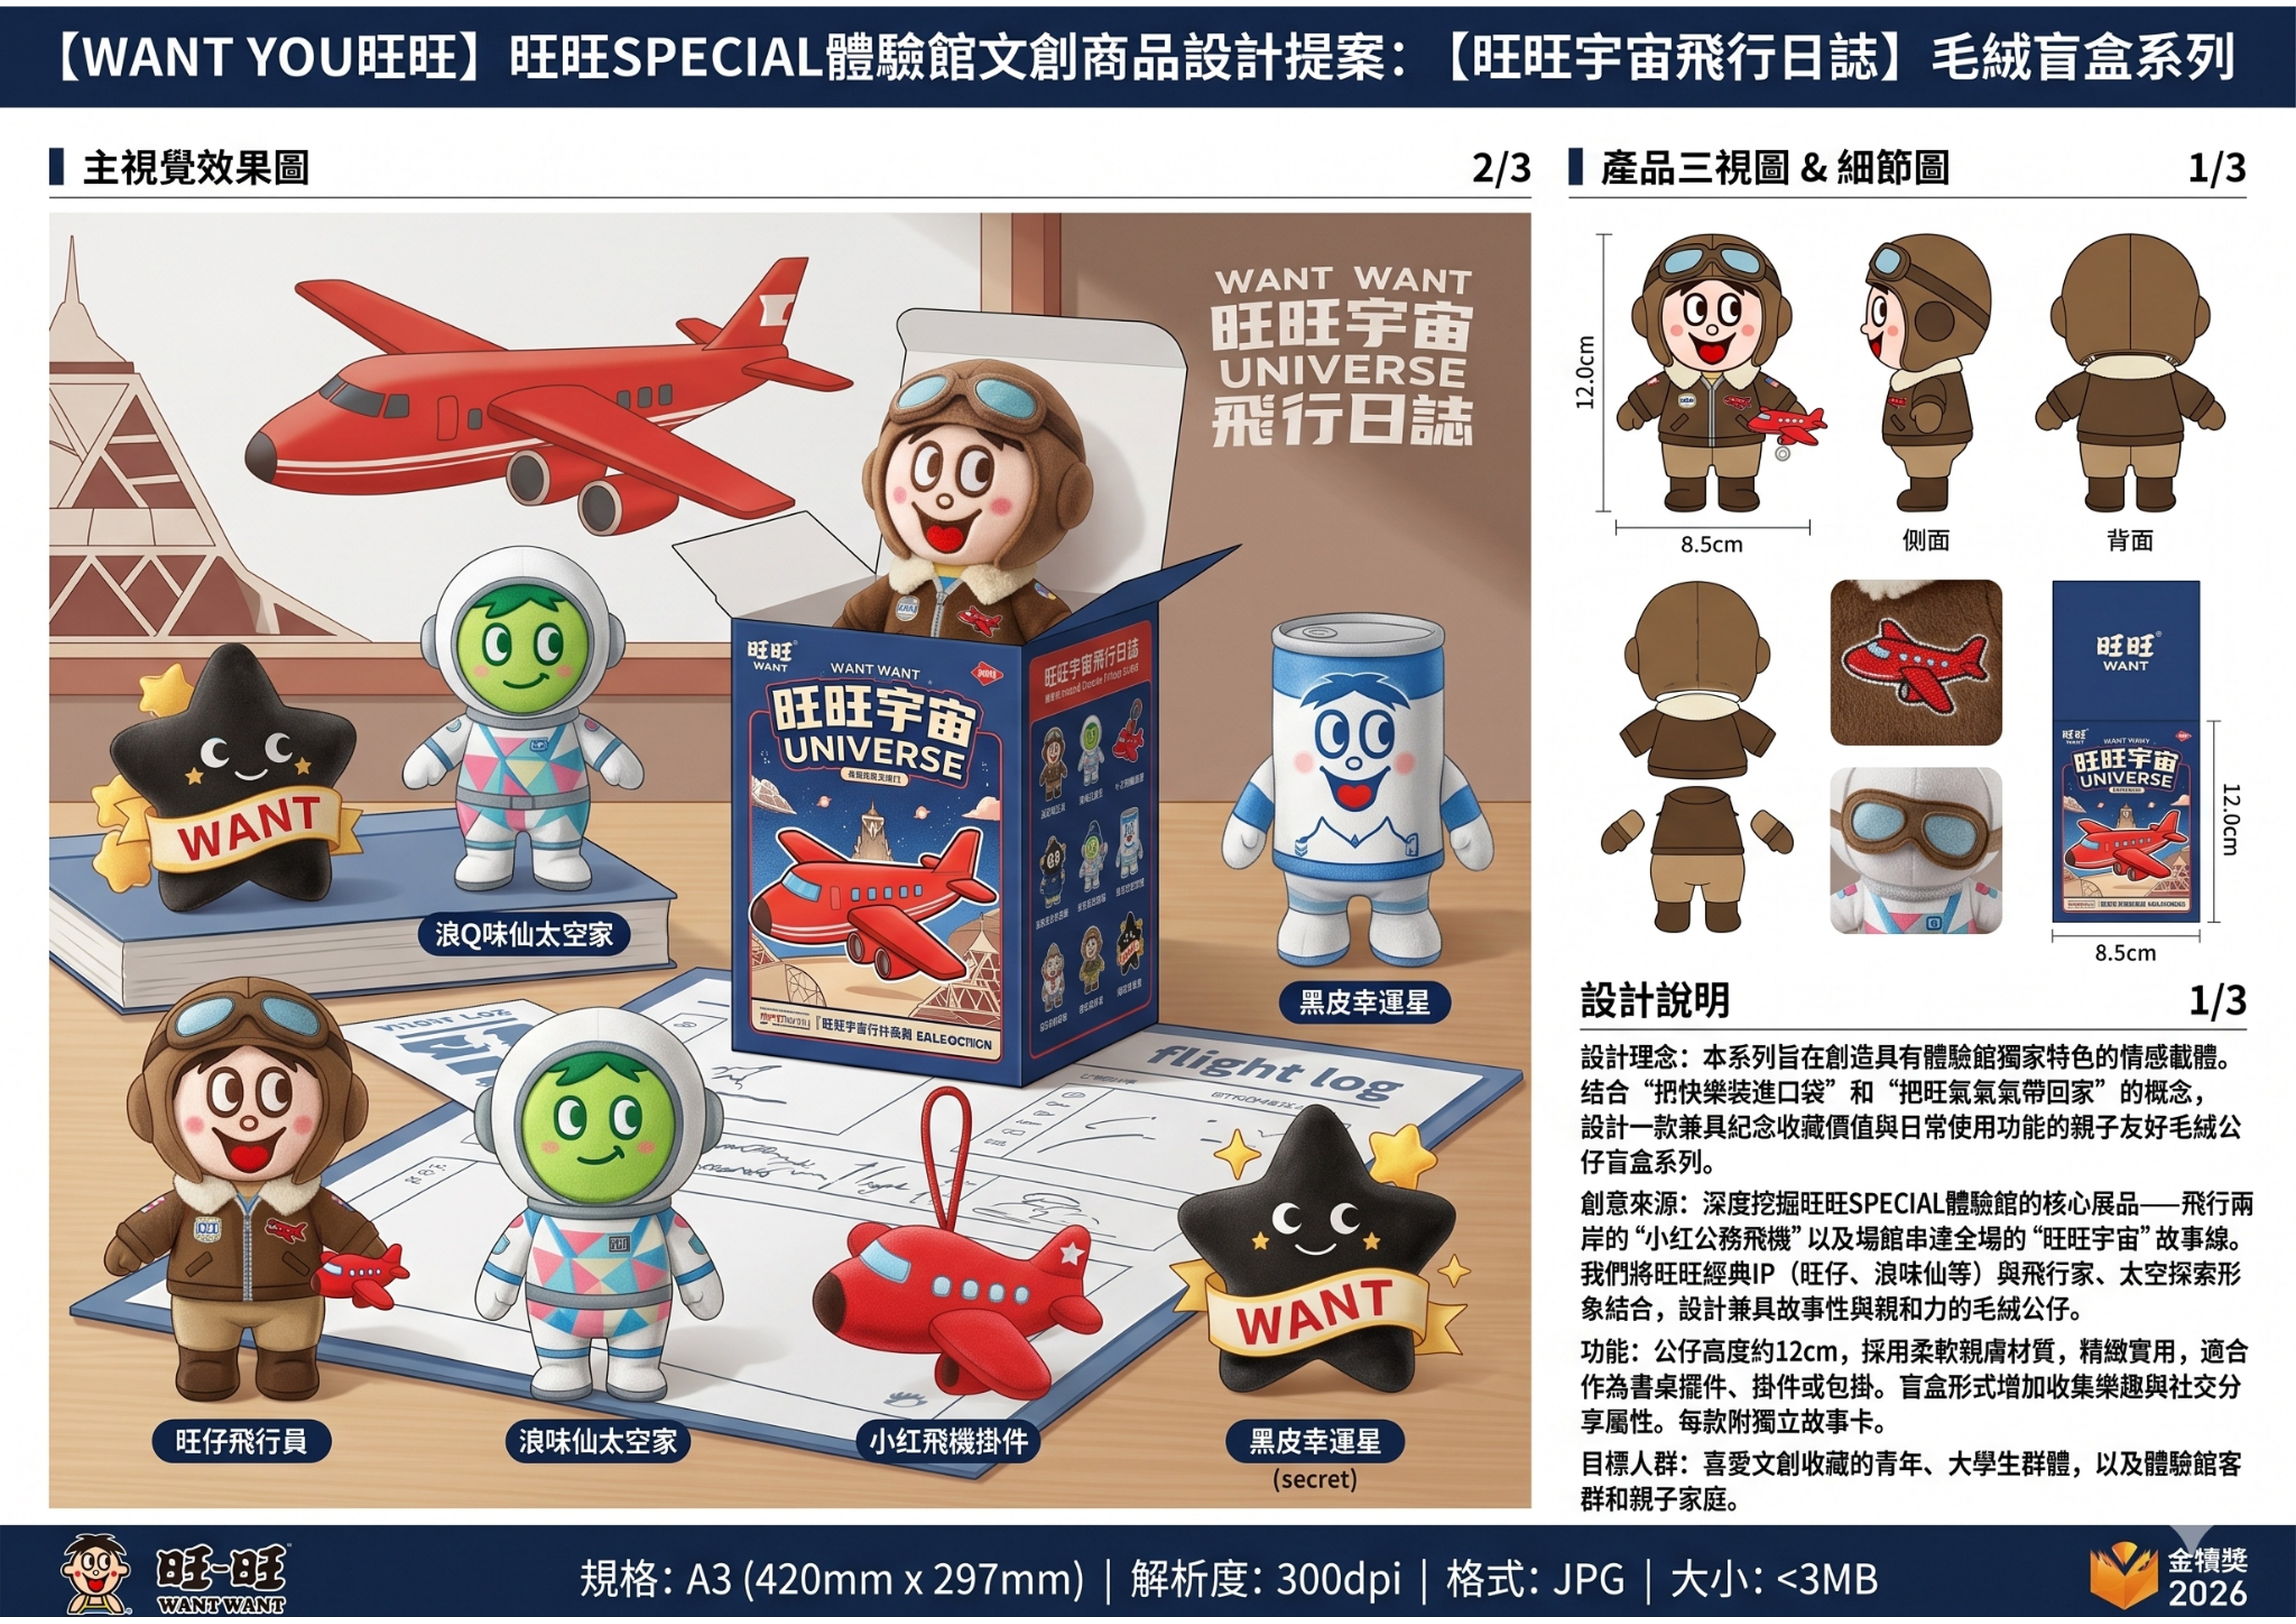 【WANT YOU旺旺】旺旺SPECIAL體驗館文創商品設計提案：【旺旺宇宙飛行日誌】毛絨盲盒系列
主視覺效果圖
2/3
WANT WANT
旺旺宇宙
UNIVERSE
飛行日誌
旺旺
WANT
WANT WANT
旺旺宇宙
UNIVERSE
旺旺宇宙飛行日誌
WANT
浪Q味仙太空家
黑皮幸運星
flight log
WANT
旺仔飛行員
浪味仙太空家
小红飛機掛件
黑皮幸運星
(secret)
產品三視圖 & 細節圖
1/3
12.0cm
8.5cm
側面
背面
旺旺
WANT
旺旺宇宙
UNIVERSE
12.0cm
8.5cm
設計說明
1/3
設計理念：本系列旨在創造具有體驗館獨家特色的情感載體。
结合“把快樂装進口袋”和“把旺氣氣氣帶回家”的概念，
設計一款兼具紀念收藏價值與日常使用功能的親子友好毛絨公
仔盲盒系列。
創意來源：深度挖掘旺旺SPECIAL體驗館的核心展品——飛行兩
岸的“小红公務飛機”以及場館串達全場的“旺旺宇宙”故事線。
我們將旺旺經典IP（旺仔、浪味仙等）與飛行家、太空探索形
象結合，設計兼具故事性與親和力的毛絨公仔。
功能：公仔高度約12cm，採用柔軟親膚材質，精緻實用，適合
作為書桌擺件、掛件或包掛。盲盒形式增加收集樂趣與社交分
享屬性。每款附獨立故事卡。
目標人群：喜愛文創收藏的青年、大學生群體，以及體驗館客
群和親子家庭。
旺-旺
WANT WANT
規格：A3 (420mm x 297mm) | 解析度：300dpi | 格式：JPG | 大小：<3MB
金犢獎
2026